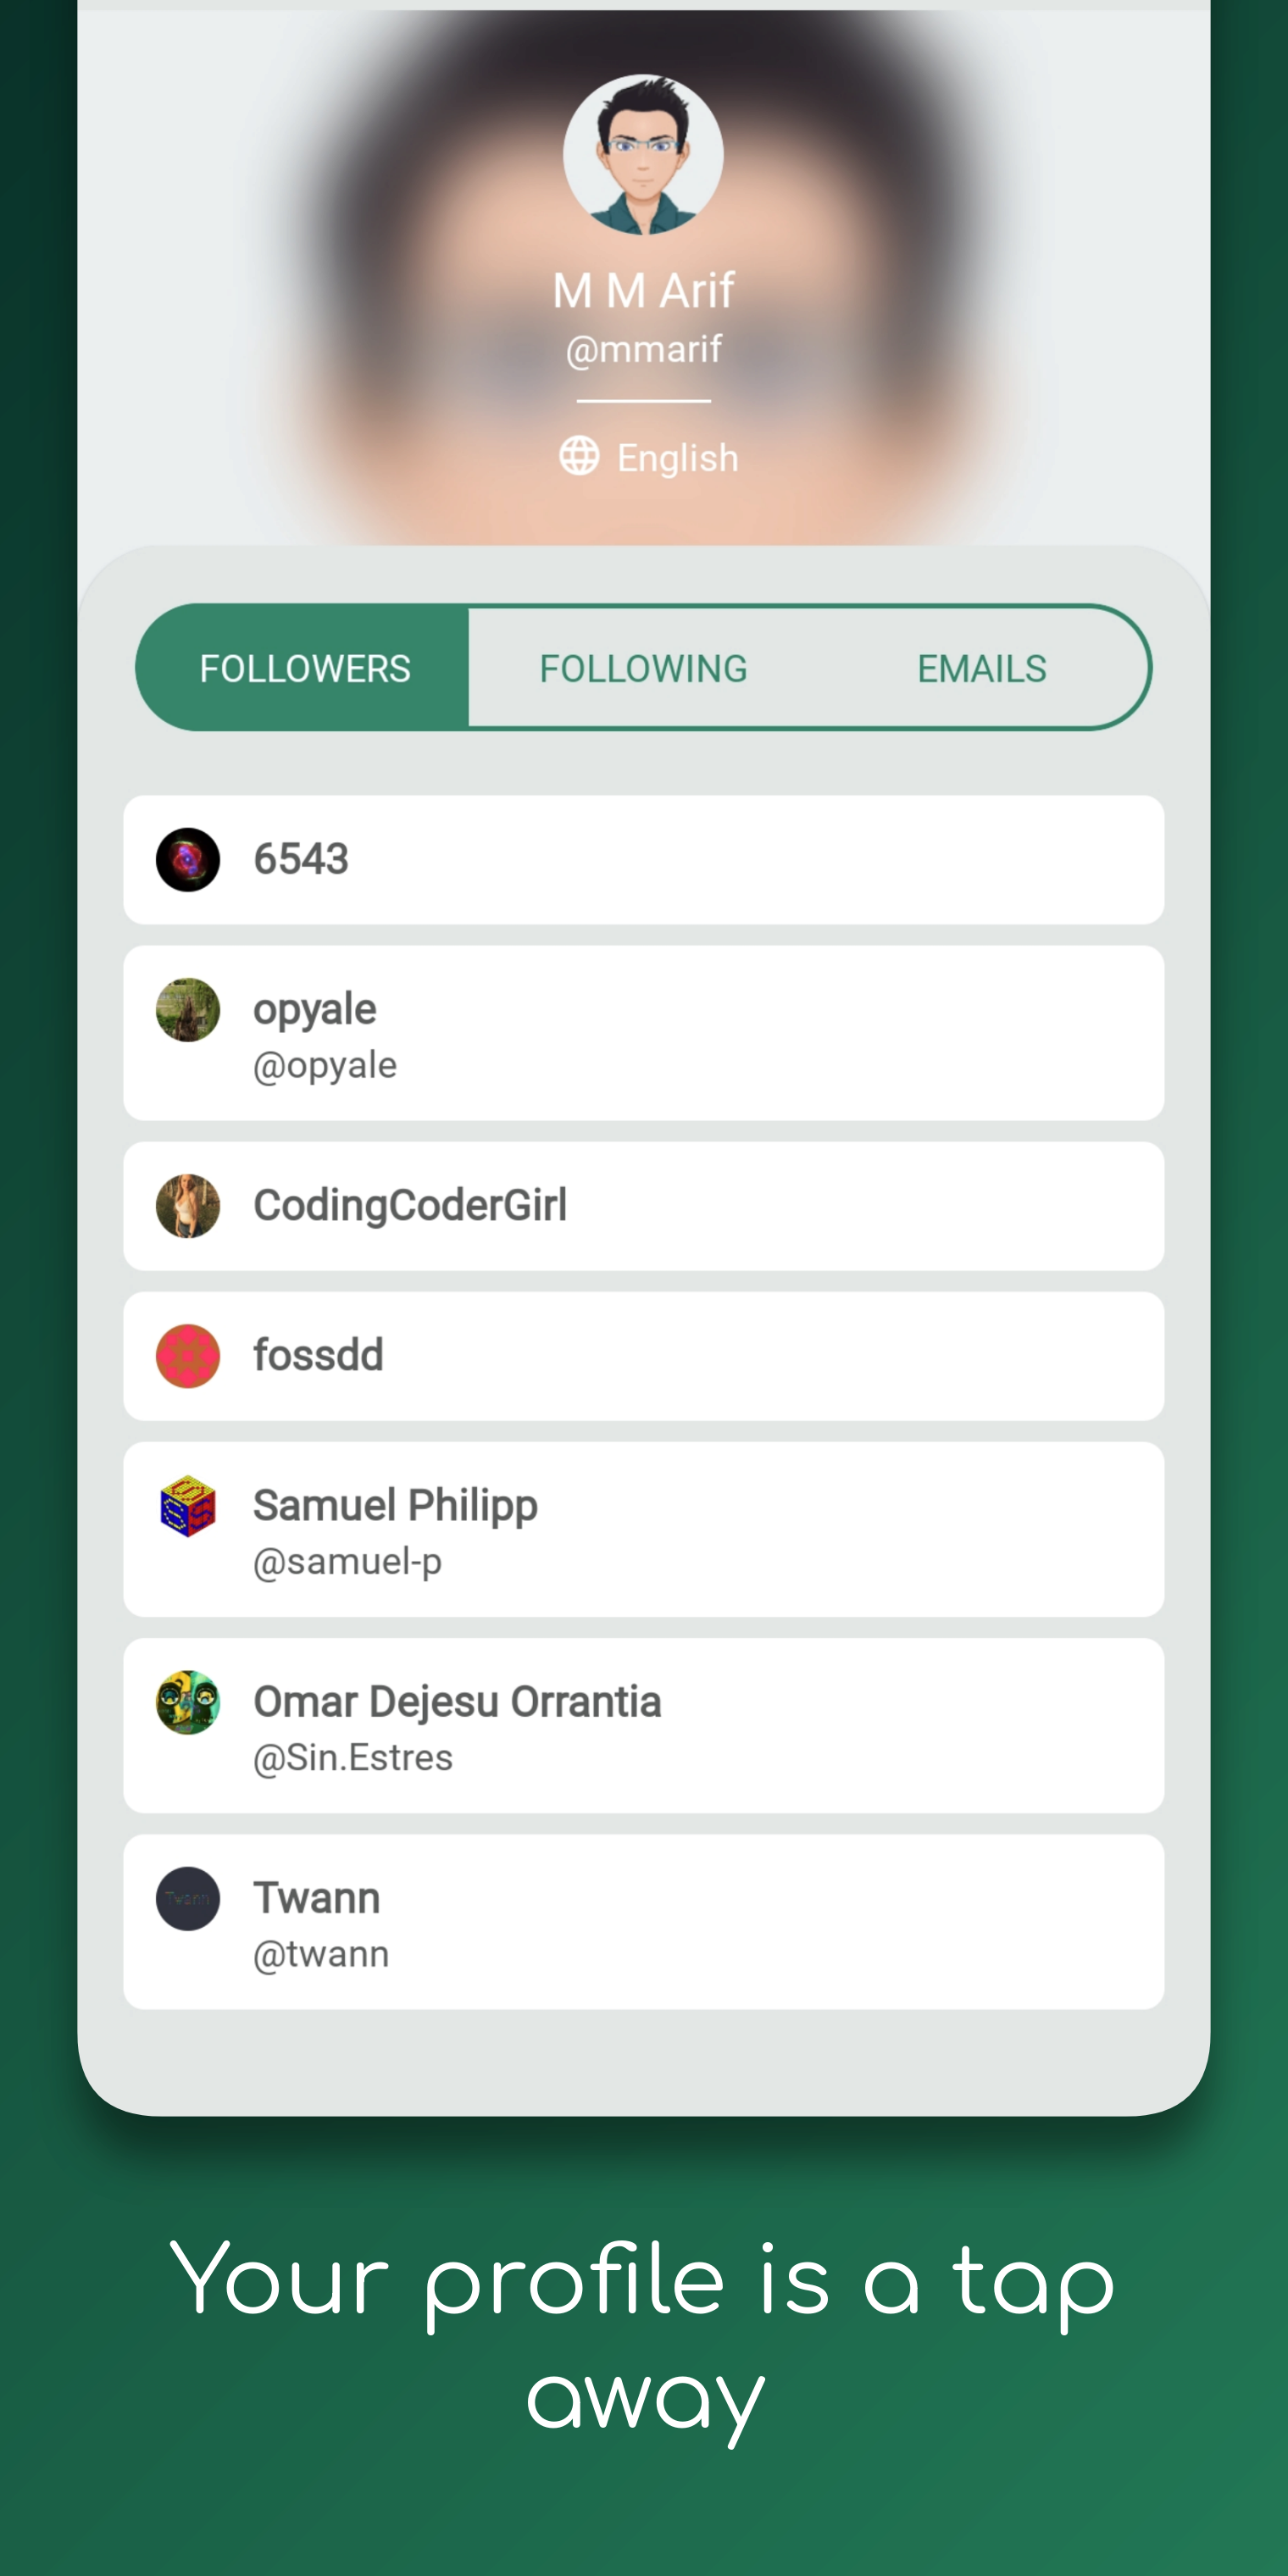 M M Arif
@mmarif
English
FOLLOWERS FOLLOWING EMAILS
6543
opyale
@opyale
CodingCoderGirl
fossdd
Samuel Philipp
@samuel-p
Omar Dejesu Orrantia
@Sin.Estres
Twann
Twann
@twann
Your profile is a tap
away